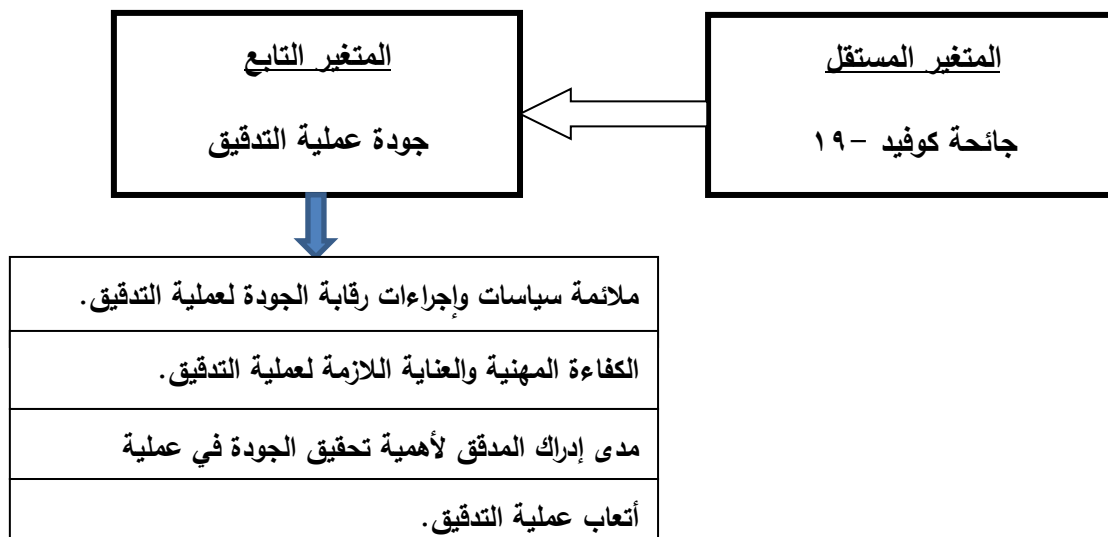 المتغير المستقل
جائحة كوفيد -١٩
المتغير التابع
جودة عملية التدقيق
ملائمة سياسات وإجراءات رقابة الجودة لعملية التدقيق.
الكفاءة المهنية والعناية اللازمة لعملية التدقيق.
مدى إدراك المدقق لأهمية تحقيق الجودة في عملية
أتعاب عملية التدقيق.